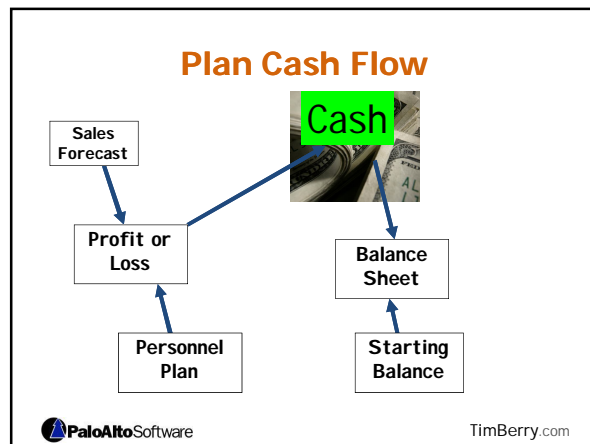 Plan Cash Flow
Cash
Sales
Forecast
Profit or
Loss
Balance
Sheet
Personnel
Plan
Starting
Balance
PaloAltoSoftware
TimBerry.com